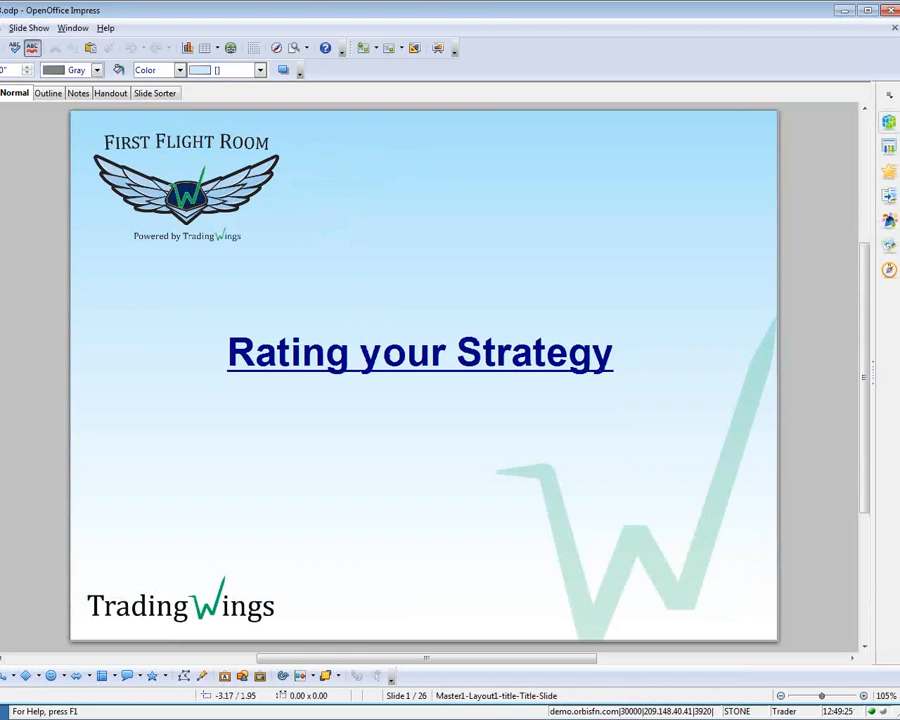 .odp - OpenOffice Impress
Slide Show Window Help
Gray Color []
Normal Outline Notes Handout Slide Sorter
FIRST FLIGHT ROOM
W
Powered by TradingWings
Rating your Strategy
TradingWings
-3.17 / 1.95 0.00 x 0.00 Slide 1 / 26 Master1-Layout1-title-Title-Slide 105%
For Help, press F1 demo.orbisfn.com|30000|209.148.40.41|3920| STONE Trader 12:49:25